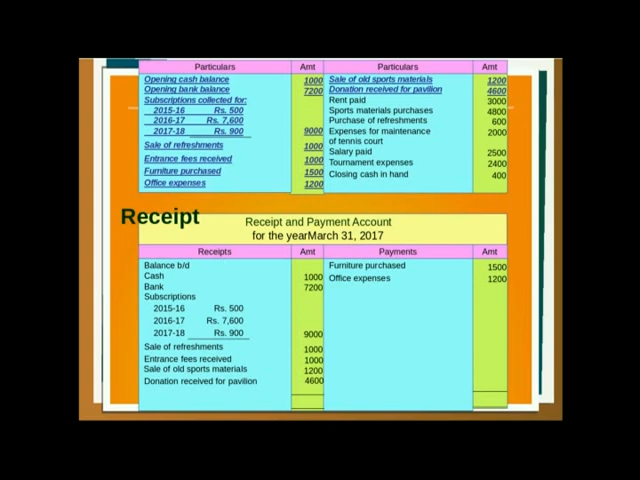 Particulars Amt Particulars Amt
Opening cash balance 1000 Sale of old sports materials 1200
Opening bank balance 7200 Donation received for pavilion 4600
Subscriptions collected for: Rent paid 3000
2015-16 Rs. 500 Sports materials purchases 4800
2016-17 Rs. 7,600 Purchase of refreshments 600
2017-18 Rs. 900 9000 Expenses for maintenance 2000
of tennis court
Sale of refreshments 1000 Salary paid 2500
Entrance fees received 1000 Tournament expenses 2400
Furniture purchased 1500 Closing cash in hand 400
Office expenses 1200
Receipt
Receipt and Payment Account
for the yearMarch 31, 2017
Receipts Amt Payments Amt
Balance b/d Furniture purchased 1500
Cash 1000 Office expenses 1200
Bank 7200
Subscriptions
2015-16 Rs. 500
2016-17 Rs. 7,600
2017-18 Rs. 900 9000
Sale of refreshments 1000
Entrance fees received 1000
Sale of old sports materials 1200
Donation received for pavilion 4600